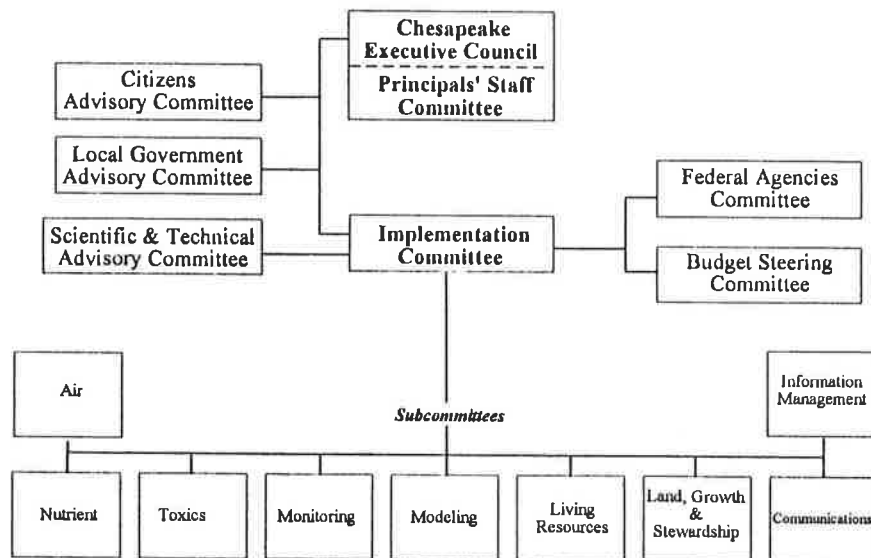 Chesapeake
Executive Council
Principals' Staff
Committee
Citizens
Advisory Committee
Local Government
Advisory Committee
Scientific & Technical
Advisory Committee
Implementation
Committee
Federal Agencies
Committee
Budget Steering
Committee
Air
Information
Management
Subcommittees
Nutrient
Toxics
Monitoring
Modeling
Living
Resources
Land, Growth
&
Stewardship
Communications